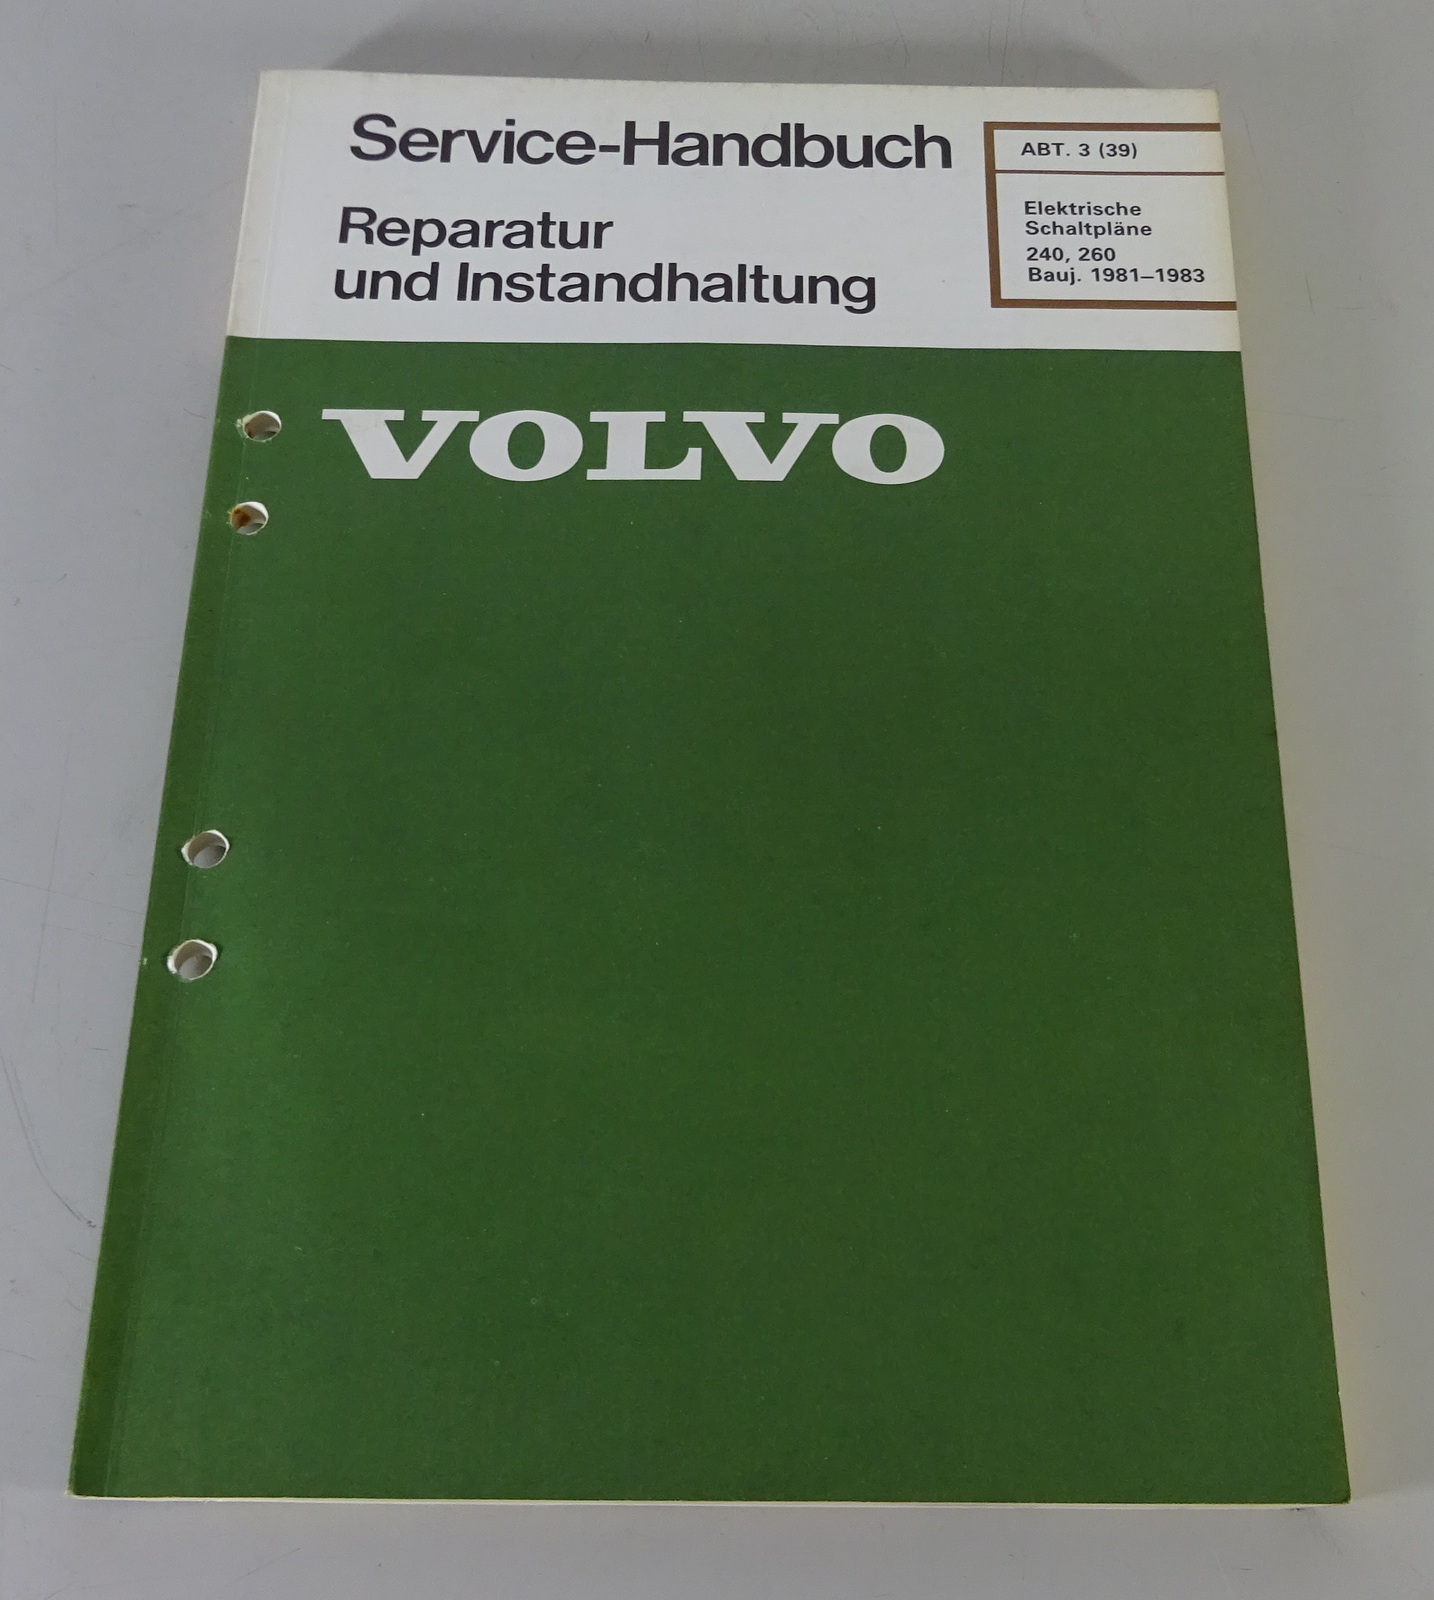 Service-Handbuch
Reparatur
und Instandhaltung
ABT. 3 (39)
Elektrische
Schaltpläne
240, 260
Bauj. 1981–1983
VOLVO